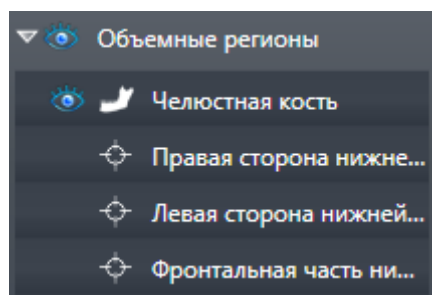 Объемные регионы
Челюстная кость
Правая сторона нижне...
Левая сторона нижней...
Фронтальная часть ни...